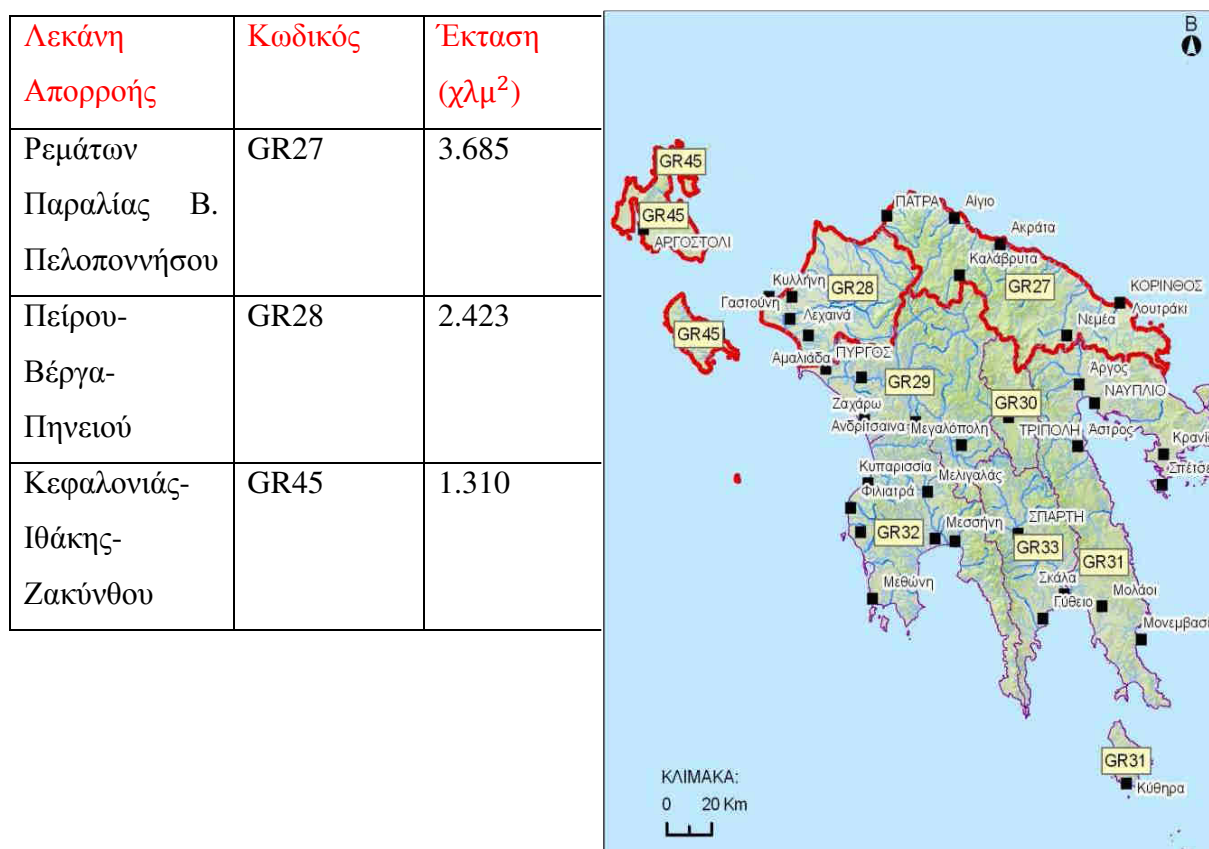 Λεκάνη
Απορροής
Κωδικός
Έκταση
(χλμ²)
Ρεμάτων
Παραλίας Β.
Πελοποννήσου
GR27
3.685
Πείρου-
Βέργα-
Πηνειού
GR28
2.423
Κεφαλονιάς-
Ιθάκης-
Ζακύνθου
GR45
1.310
Β
GR45
GR45
ΑΡΓΟΣΤΟΛΙ
ΠΑΤΡΑ
Αίγιο
Ακράτα
Καλάβρυτα
GR28
GR27
Κυλλήνη
Γαστούνη
Λεχαινά
ΚΟΡΙΝΘΟΣ
Λουτράκι
Νεμέα
GR45
Αμαλιάδα
ΠΥΡΓΟΣ
GR29
Άργος
ΝΑΥΠΛΙΟ
Ζαχάρω
GR30
Ανδρίτσαινα
Μεγαλόπολη
ΤΡΙΠΟΛΗ
Άστρος
Κρανίδ
Σπέτσε
Κυπαρισσία
Μελιγαλάς
Φιλιατρά
GR32
Μεσσήνη
ΣΠΑΡΤΗ
GR33
GR31
Μεθώνη
Σκάλα
Μολάοι
Γύθειο
Μονεμβασί
GR31
Κύθηρα
ΚΛΙΜΑΚΑ:
0 20 Km